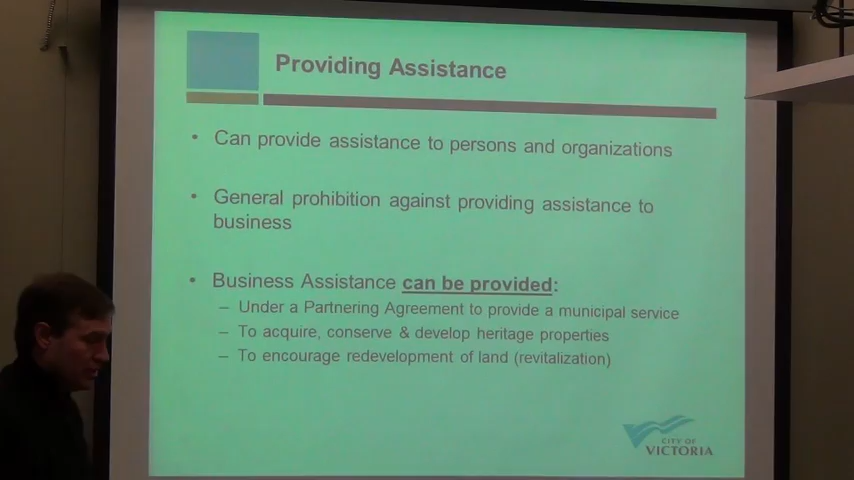 Providing Assistance
• Can provide assistance to persons and organizations
• General prohibition against providing assistance to
business
• Business Assistance can be provided:
– Under a Partnering Agreement to provide a municipal service
– To acquire, conserve & develop heritage properties
– To encourage redevelopment of land (revitalization)
CITY OF
VICTORIA